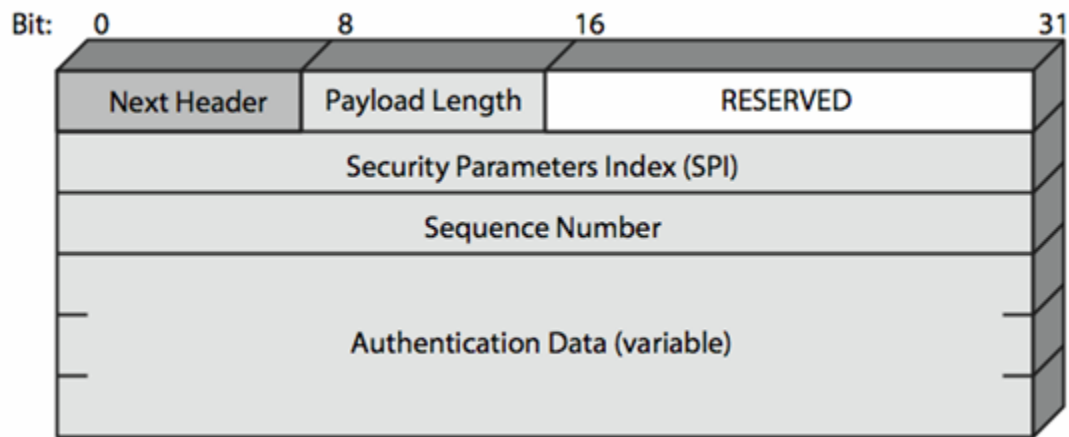 Bit: 0 8 16 31
Next Header Payload Length RESERVED
Security Parameters Index (SPI)
Sequence Number
Authentication Data (variable)